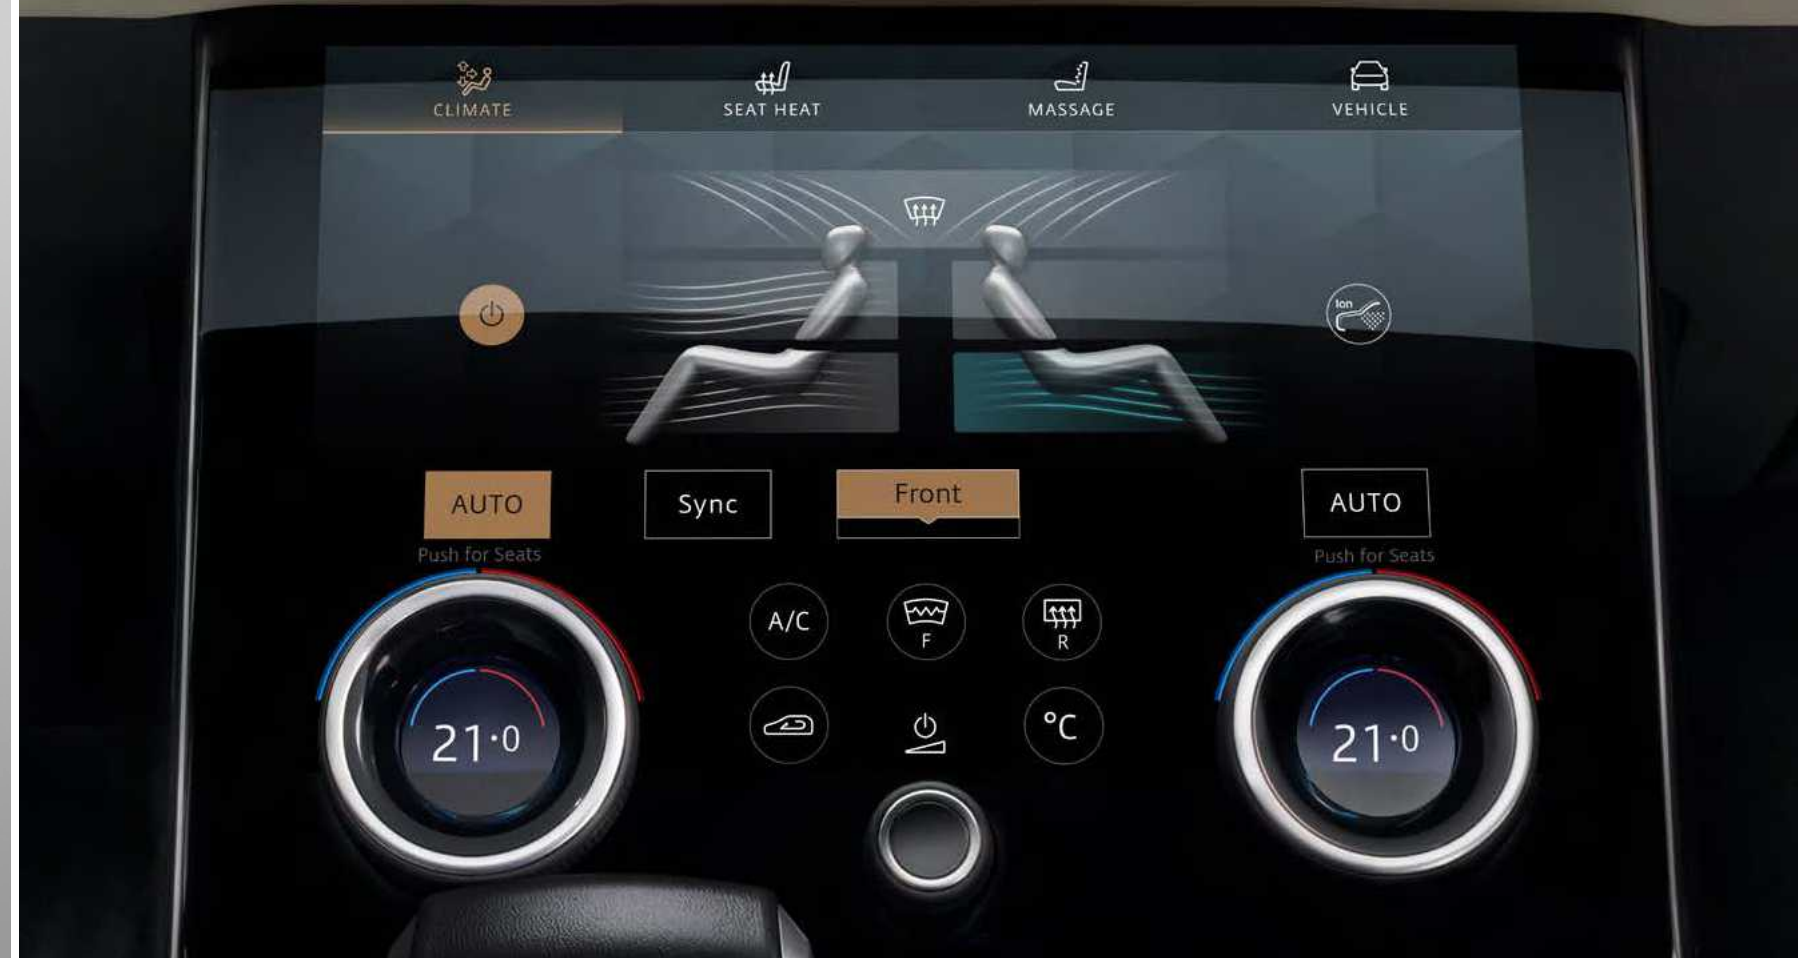 CLIMATE
SEAT HEAT
MASSAGE
VEHICLE
Ion
AUTO
Sync
Front
AUTO
Push for Seats
Push for Seats
A/C
F
R
21·0
°C
21·0